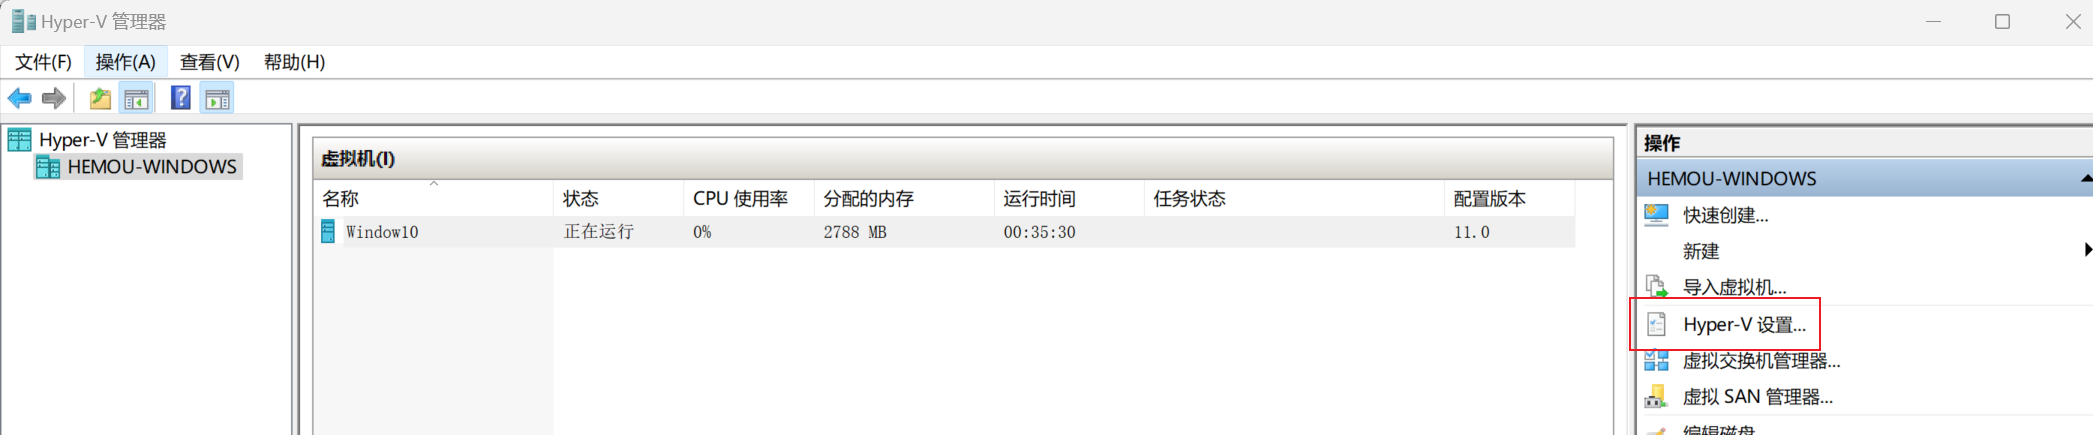 Hyper-V 管理器
文件(F) 操作(A) 查看(V) 帮助(H)
Hyper-V 管理器
HEMOU-WINDOWS
虚拟机(I)
名称 状态 CPU 使用率 分配的内存 运行时间 任务状态 配置版本
Window10 正在运行 0% 2788 MB 00:35:30 11.0
操作
HEMOU-WINDOWS
快速创建...
新建
导入虚拟机...
Hyper-V 设置...
虚拟交换机管理器...
虚拟 SAN 管理器...
编辑磁盘